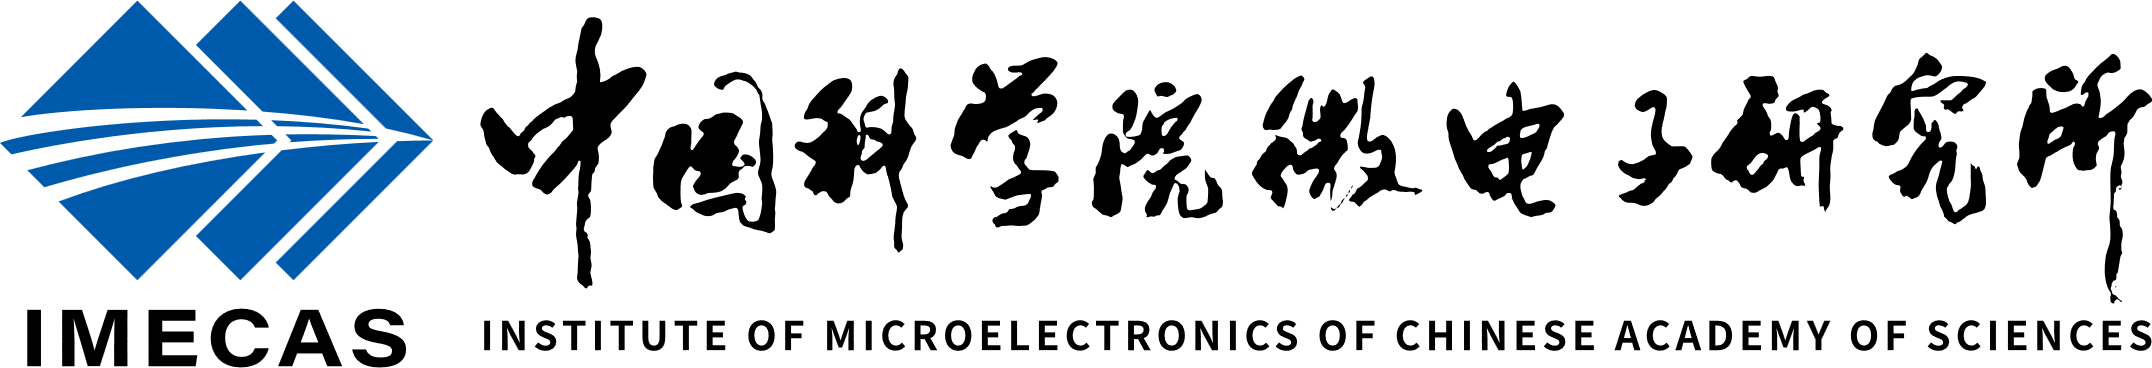 IMECAS
中国科学院微电子研究所
INSTITUTE OF MICROELECTRONICS OF CHINESE ACADEMY OF SCIENCES